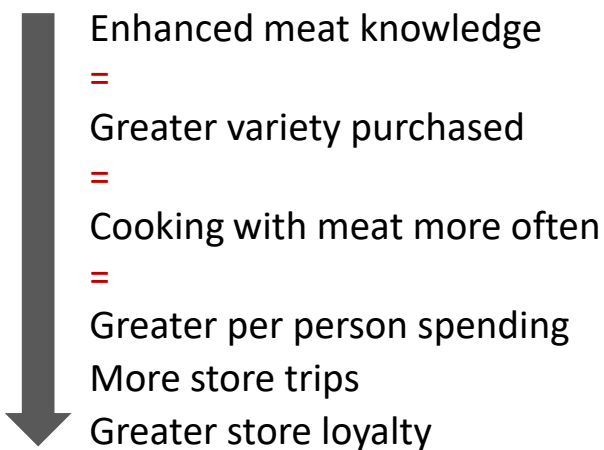 Enhanced meat knowledge
=
Greater variety purchased
=
Cooking with meat more often
=
Greater per person spending
More store trips
Greater store loyalty